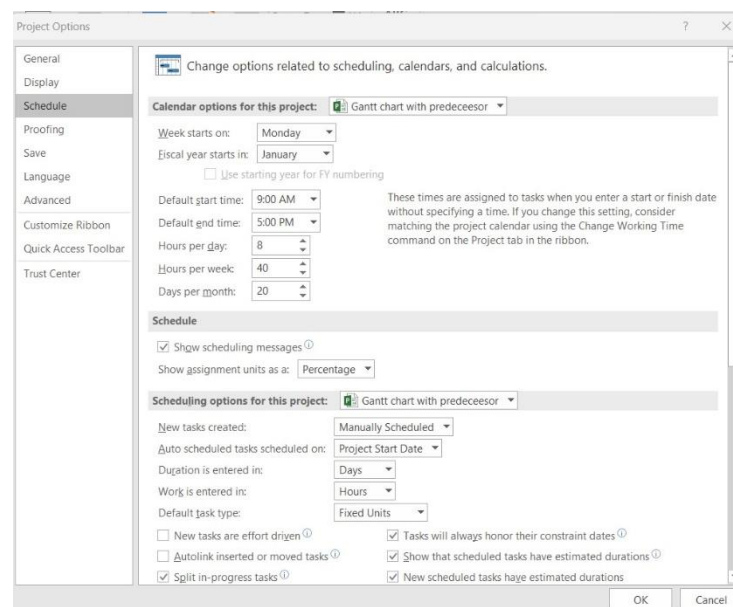 Project Options
?
General
Display
Schedule
Proofing
Save
Language
Advanced
Customize Ribbon
Quick Access Toolbar
Trust Center
Change options related to scheduling, calendars, and calculations.
Calendar options for this project: Gantt chart with predeceesor
Week starts on: Monday
Fiscal year starts in: January
Use starting year for FY numbering
Default start time: 9:00 AM
Default end time: 5:00 PM
Hours per day: 8
Hours per week: 40
Days per month: 20
These times are assigned to tasks when you enter a start or finish date
without specifying a time. If you change this setting, consider
matching the project calendar using the Change Working Time
command on the Project tab in the ribbon.
Schedule
Show scheduling messages
Show assignment units as a: Percentage
Scheduling options for this project: Gantt chart with predeceesor
New tasks created: Manually Scheduled
Auto scheduled tasks scheduled on: Project Start Date
Duration is entered in: Days
Work is entered in: Hours
Default task type: Fixed Units
New tasks are effort driven
Tasks will always honor their constraint dates
Autolink inserted or moved tasks
Show that scheduled tasks have estimated durations
Split in-progress tasks
New scheduled tasks have estimated durations
OK
Cancel